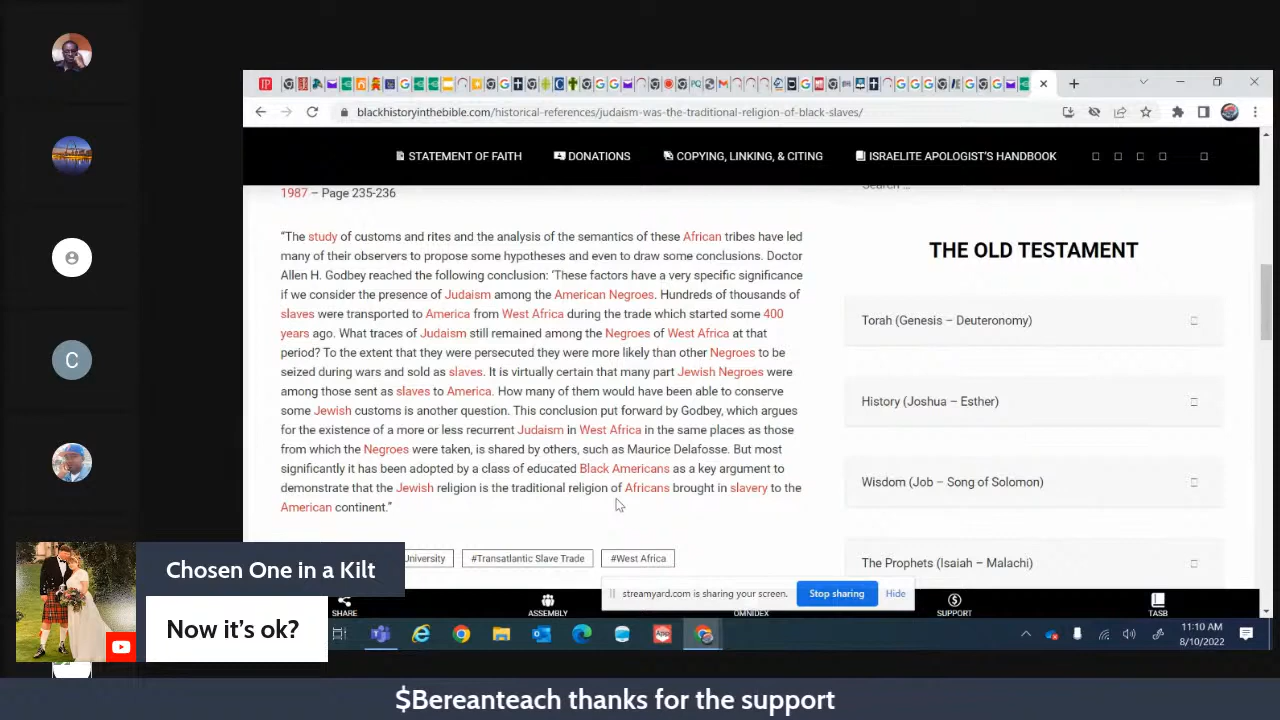 blackhistoryinthebible.com/historical-references/judaism-was-the-traditional-religion-of-black-slaves/
STATEMENT OF FAITH
DONATIONS
COPYING, LINKING, & CITING
ISRAELITE APOLOGIST'S HANDBOOK
1987 – Page 235-236
Search ...
"The study of customs and rites and the analysis of the semantics of these African tribes have led
many of their observers to propose some hypotheses and even to draw some conclusions. Doctor
Allen H. Godbey reached the following conclusion: 'These factors have a very specific significance
if we consider the presence of Judaism among the American Negroes. Hundreds of thousands of
slaves were transported to America from West Africa during the trade which started some 400
years ago. What traces of Judaism still remained among the Negroes of West Africa at that
period? To the extent that they were persecuted they were more likely than other Negroes to be
seized during wars and sold as slaves. It is virtually certain that many part Jewish Negroes were
among those sent as slaves to America. How many of them would have been able to conserve
some Jewish customs is another question. This conclusion put forward by Godbey, which argues
for the existence of a more or less recurrent Judaism in West Africa in the same places as those
from which the Negroes were taken, is shared by others, such as Maurice Delafosse. But most
significantly it has been adopted by a class of educated Black Americans as a key argument to
demonstrate that the Jewish religion is the traditional religion of Africans brought in slavery to the
American continent."
THE OLD TESTAMENT
Torah (Genesis – Deuteronomy)
History (Joshua – Esther)
Wisdom (Job – Song of Solomon)
The Prophets (Isaiah – Malachi)
University
#Transatlantic Slave Trade
#West Africa
streamyard.com is sharing your screen.
Stop sharing
Hide
SHARE
ASSEMBLY
OMNIDEX
SUPPORT
TASB
C
App
11:10 AM
8/10/2022
Chosen One in a Kilt
Now it's ok?
$Bereanteach thanks for the support